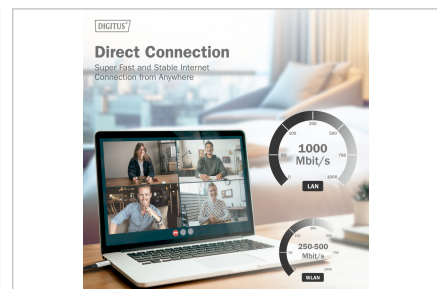 DIGITUS®
Direct Connection
Super Fast and Stable Internet
Connection from Anywhere
1000
Mbit/s
LAN
250-500
Mbit/s
WLAN